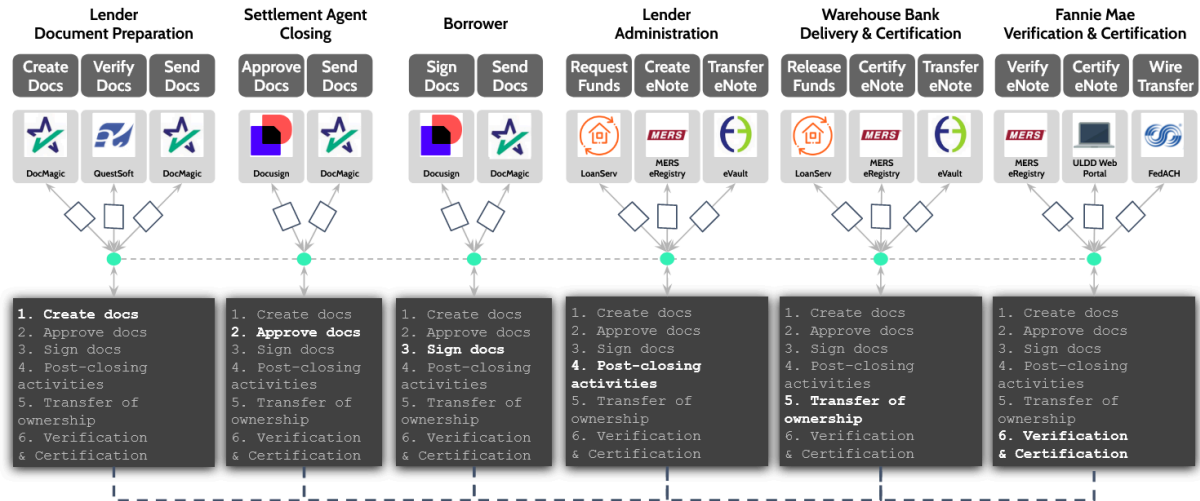 Lender
Document Preparation
Settlement Agent
Closing
Borrower
Lender
Administration
Warehouse Bank
Delivery & Certification
Fannie Mae
Verification & Certification
Create
Docs
Verify
Docs
Send
Docs
Approve
Docs
Send
Docs
Sign
Docs
Send
Docs
Request
Funds
Create
eNote
Transfer
eNote
Release
Funds
Certify
eNote
Transfer
eNote
Verify
eNote
Certify
eNote
Wire
Transfer
DocMagic
QuestSoft
DocMagic
Docusign
DocMagic
Docusign
DocMagic
LoanServ
MERS
MERS
eRegistry
eVault
LoanServ
MERS
MERS
eRegistry
eVault
MERS
MERS
eRegistry
ULDD Web
Portal
FedACH
1. Create docs
2. Approve docs
3. Sign docs
4. Post-closing
activities
5. Transfer of
ownership
6. Verification
& Certification
1. Create docs
2. Approve docs
3. Sign docs
4. Post-closing
activities
5. Transfer of
ownership
6. Verification
& Certification
1. Create docs
2. Approve docs
3. Sign docs
4. Post-closing
activities
5. Transfer of
ownership
6. Verification
& Certification
1. Create docs
2. Approve docs
3. Sign docs
4. Post-closing
activities
5. Transfer of
ownership
6. Verification
& Certification
1. Create docs
2. Approve docs
3. Sign docs
4. Post-closing
activities
5. Transfer of
ownership
6. Verification
& Certification
1. Create docs
2. Approve docs
3. Sign docs
4. Post-closing
activities
5. Transfer of
ownership
6. Verification
& Certification